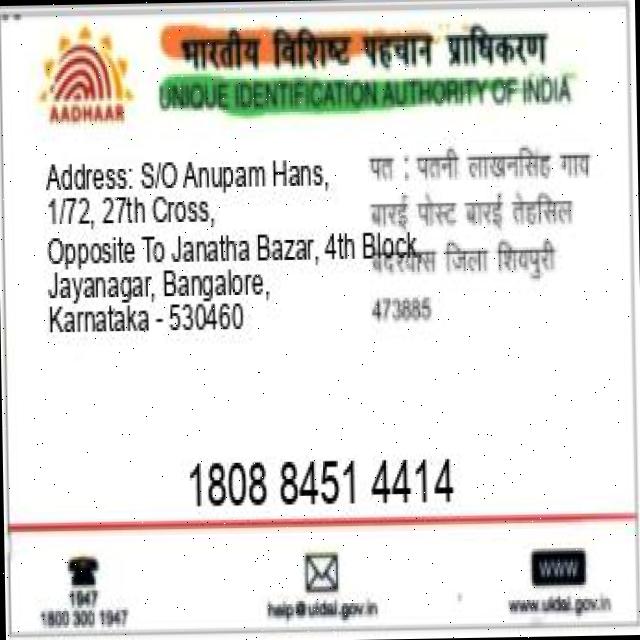 भारतीय विशिष्ट पहचान प्राधिकरण
UNIQUE IDENTIFICATION AUTHORITY OF INDIA
AADHAAR
Address: S/O Anupam Hans,
1/72, 27th Cross,
Opposite To Janatha Bazar, 4th Block,
Jayanagar, Bangalore,
Karnataka - 530460
पत : पतनी लाखनसिंह गाव
बारई पोस्ट बारई तेहसिल
जिला शिवपुरी
473885
1808 8451 4414
1947
1800 300 1947
help@uidai.gov.in
www
www.uidai.gov.in